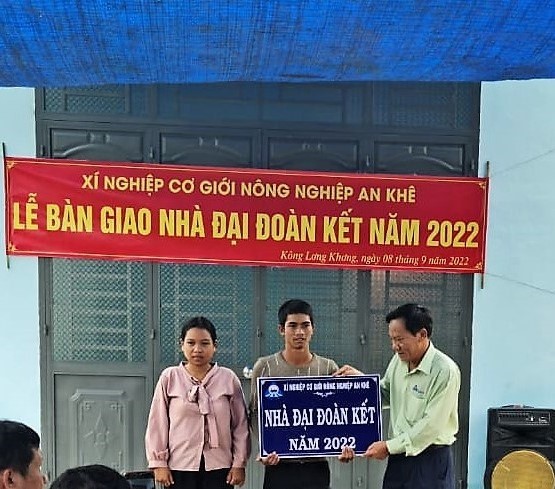 XÍ NGHIỆP CƠ GIỚI NÔNG NGHIỆP AN KHÊ
LỄ BÀN GIAO NHÀ ĐẠI ĐOÀN KẾT NĂM 2022
Kông Lơng Khơng, ngày 08 tháng 9 năm 2022
XÍ NGHIỆP CƠ GIỚI NÔNG NGHIỆP AN KHÊ
NHÀ ĐẠI ĐOÀN KẾT
NĂM 2022